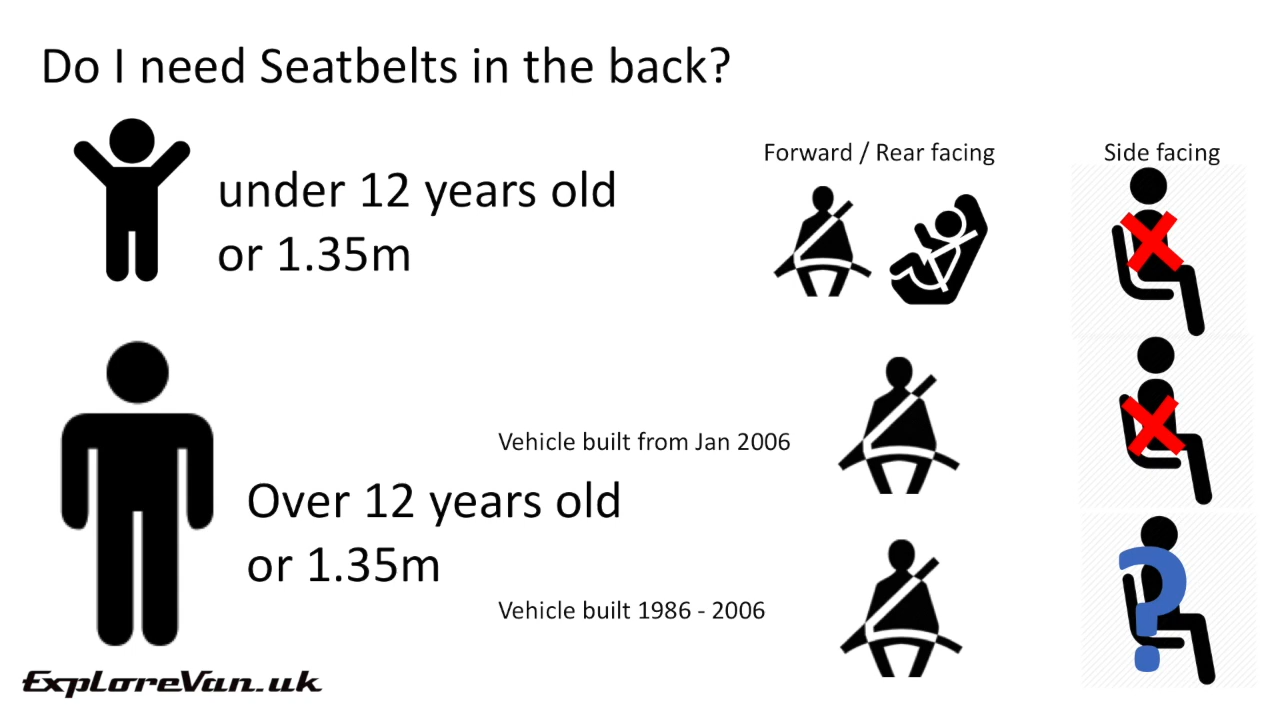 Do I need Seatbelts in the back?
Forward / Rear facing
Side facing
under 12 years old
or 1.35m
Vehicle built from Jan 2006
Over 12 years old
or 1.35m
Vehicle built 1986 - 2006
?
ExploreVan.uk